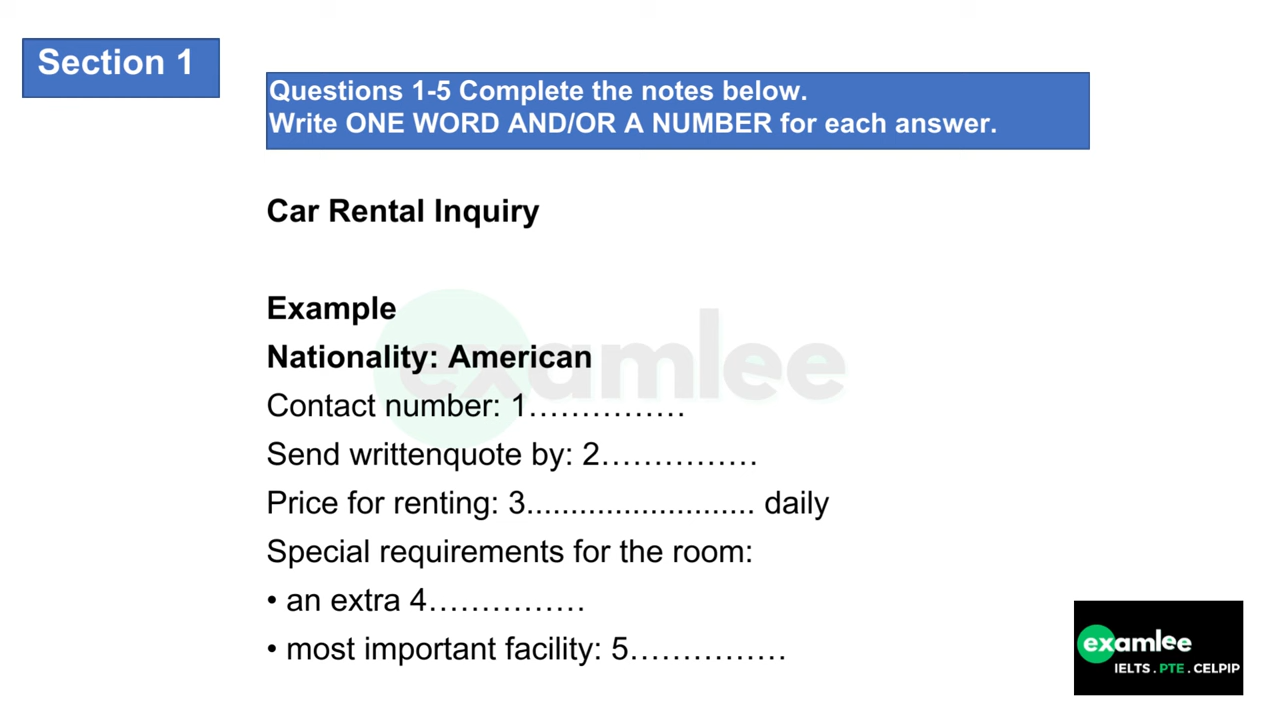 Section 1
Questions 1-5 Complete the notes below.
Write ONE WORD AND/OR A NUMBER for each answer.
Car Rental Inquiry
Example
Nationality: American
examlee
Contact number: 1……………
Send writtenquote by: 2……………
Price for renting: 3.......................... daily
Special requirements for the room:
• an extra 4……………
• most important facility: 5……………
examlee
IELTS . PTE . CELPIP